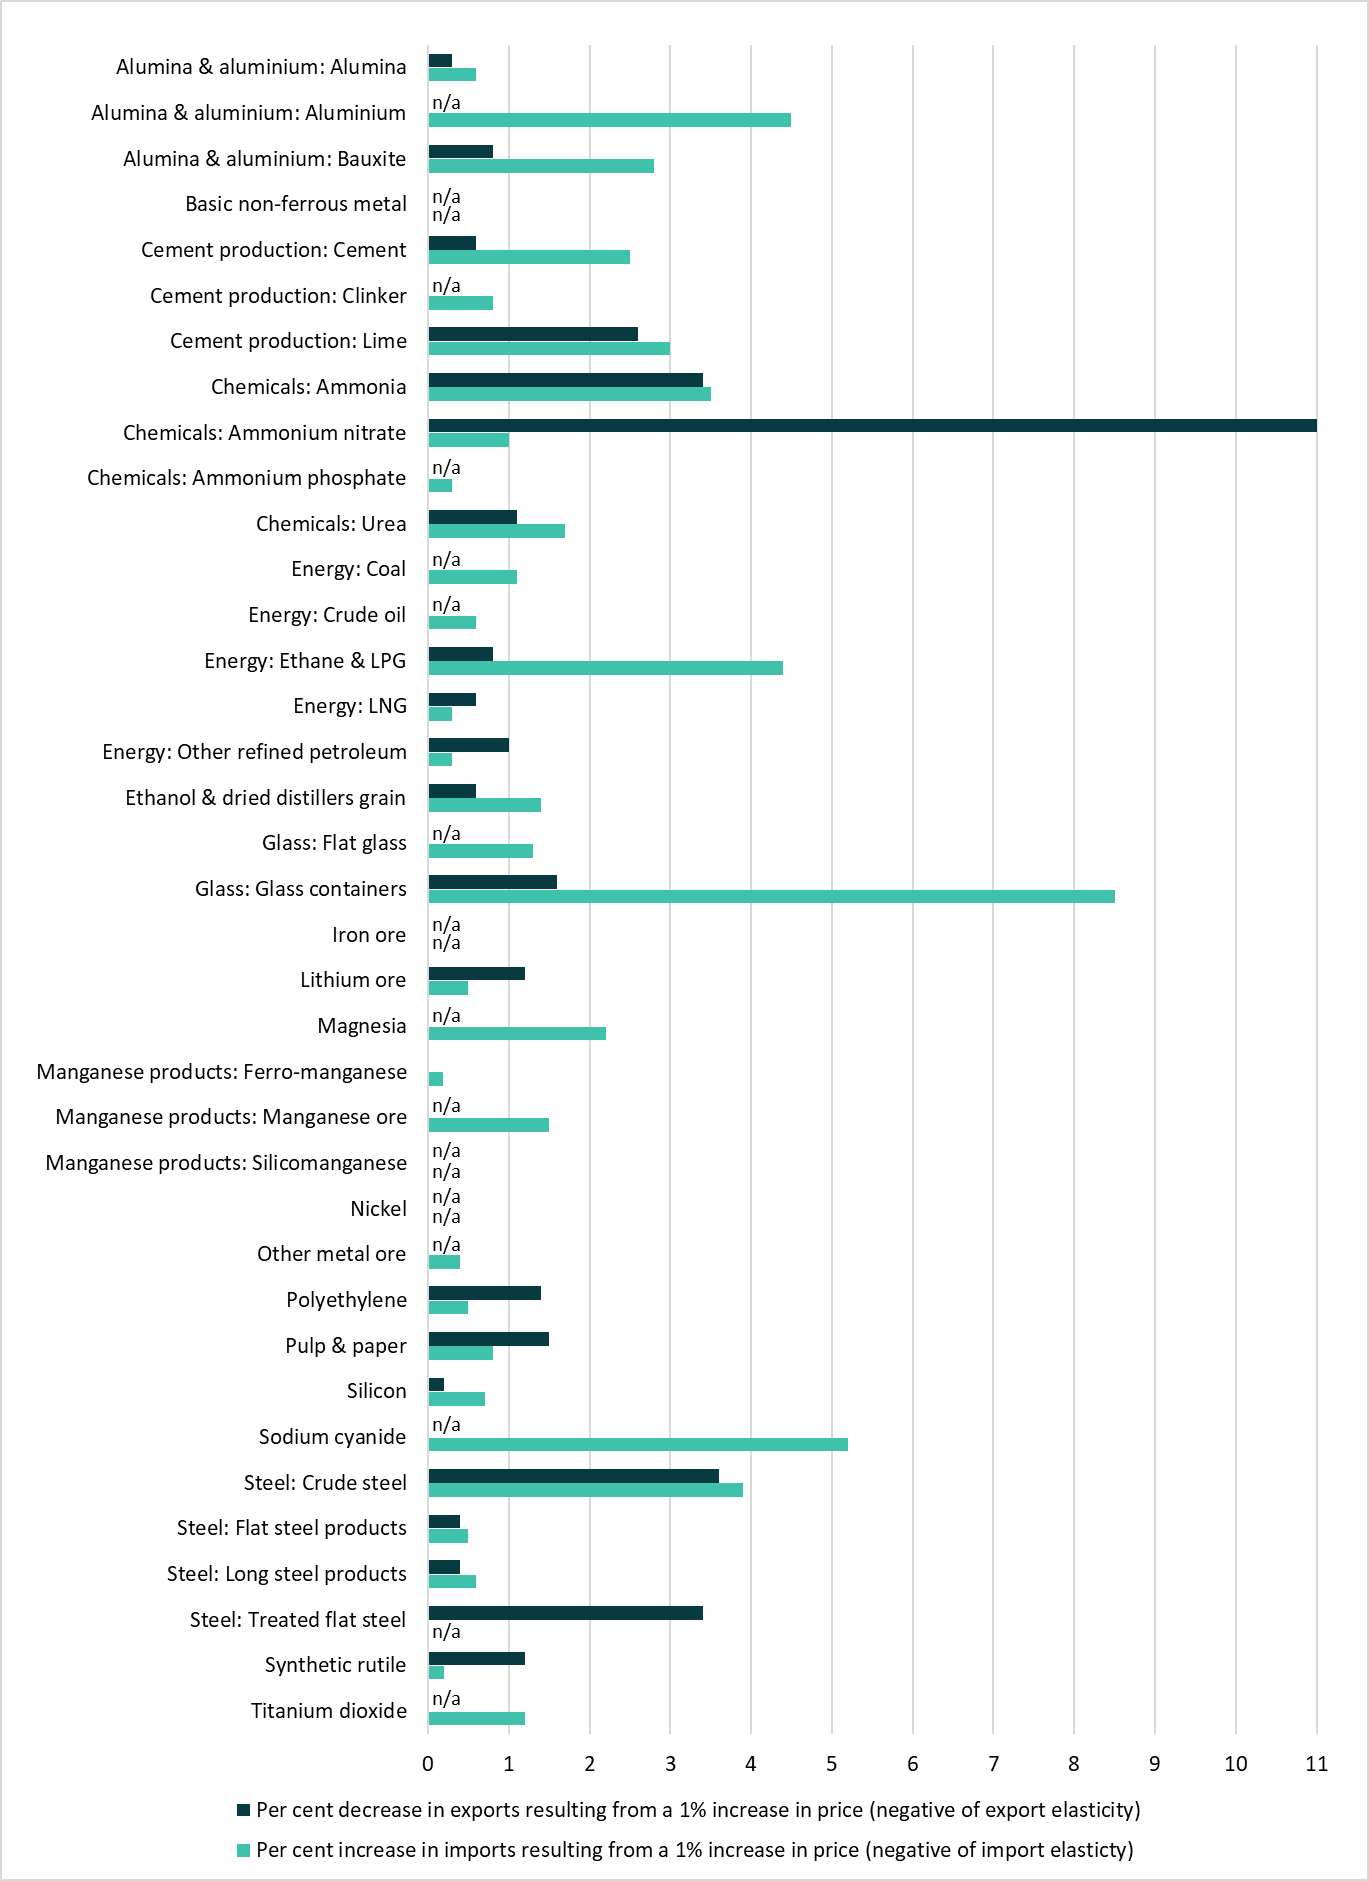 Alumina & aluminium: Alumina
Alumina & aluminium: Aluminium
n/a
Alumina & aluminium: Bauxite
Basic non-ferrous metal
n/a
n/a
Cement production: Cement
Cement production: Clinker
n/a
Cement production: Lime
Chemicals: Ammonia
Chemicals: Ammonium nitrate
Chemicals: Ammonium phosphate
n/a
Chemicals: Urea
Energy: Coal
n/a
Energy: Crude oil
n/a
Energy: Ethane & LPG
Energy: LNG
Energy: Other refined petroleum
Ethanol & dried distillers grain
Glass: Flat glass
n/a
Glass: Glass containers
Iron ore
n/a
n/a
Lithium ore
Magnesia
n/a
Manganese products: Ferro-manganese
Manganese products: Manganese ore
n/a
Manganese products: Silicomanganese
n/a
n/a
Nickel
n/a
n/a
Other metal ore
n/a
Polyethylene
Pulp & paper
Silicon
Sodium cyanide
n/a
Steel: Crude steel
Steel: Flat steel products
Steel: Long steel products
Steel: Treated flat steel
n/a
Synthetic rutile
Titanium dioxide
n/a
0 1 2 3 4 5 6 7 8 9 10 11
Per cent decrease in exports resulting from a 1% increase in price (negative of export elasticity)
Per cent increase in imports resulting from a 1% increase in price (negative of import elasticty)